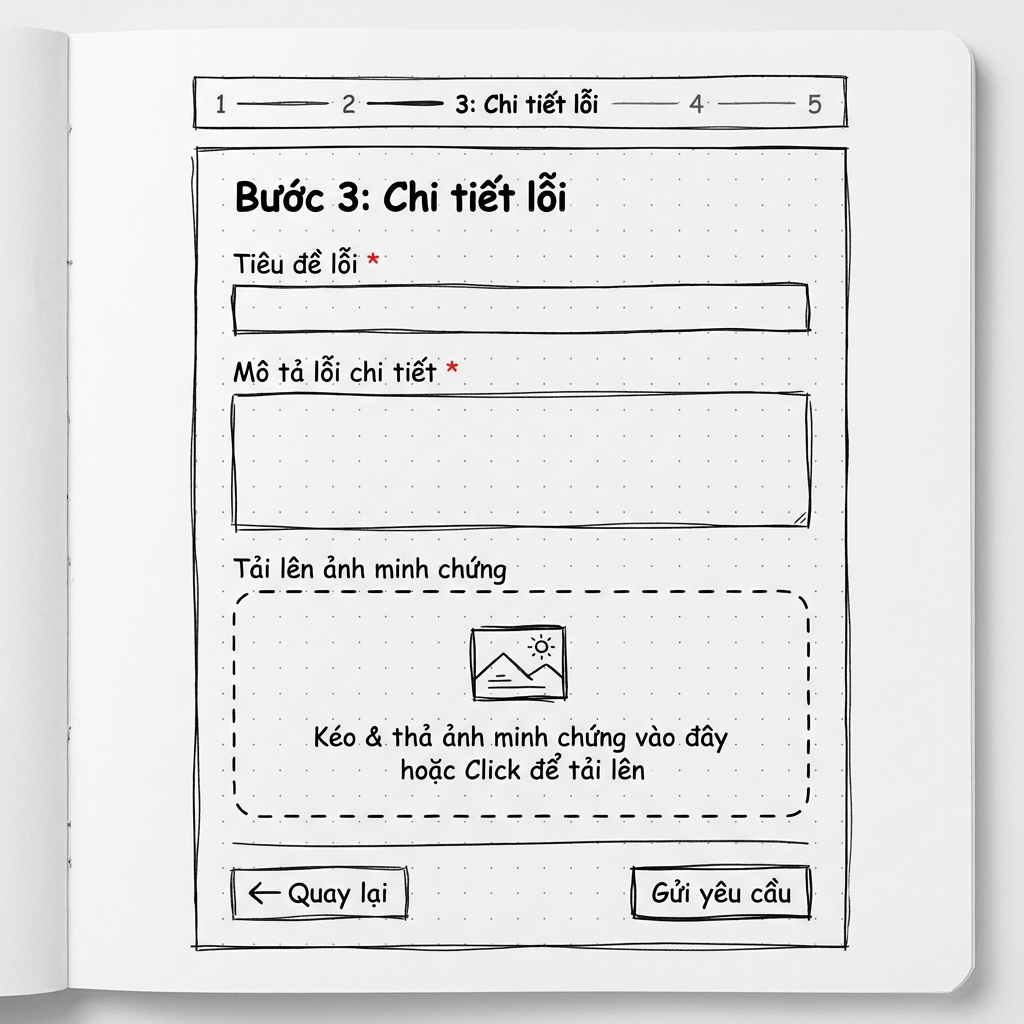 1 2 3: Chi tiết lỗi 4 5
Bước 3: Chi tiết lỗi
Tiêu đề lỗi *
Mô tả lỗi chi tiết *
Tải lên ảnh minh chứng
Kéo & thả ảnh minh chứng vào đây
hoặc Click để tải lên
← Quay lại
Gửi yêu cầu